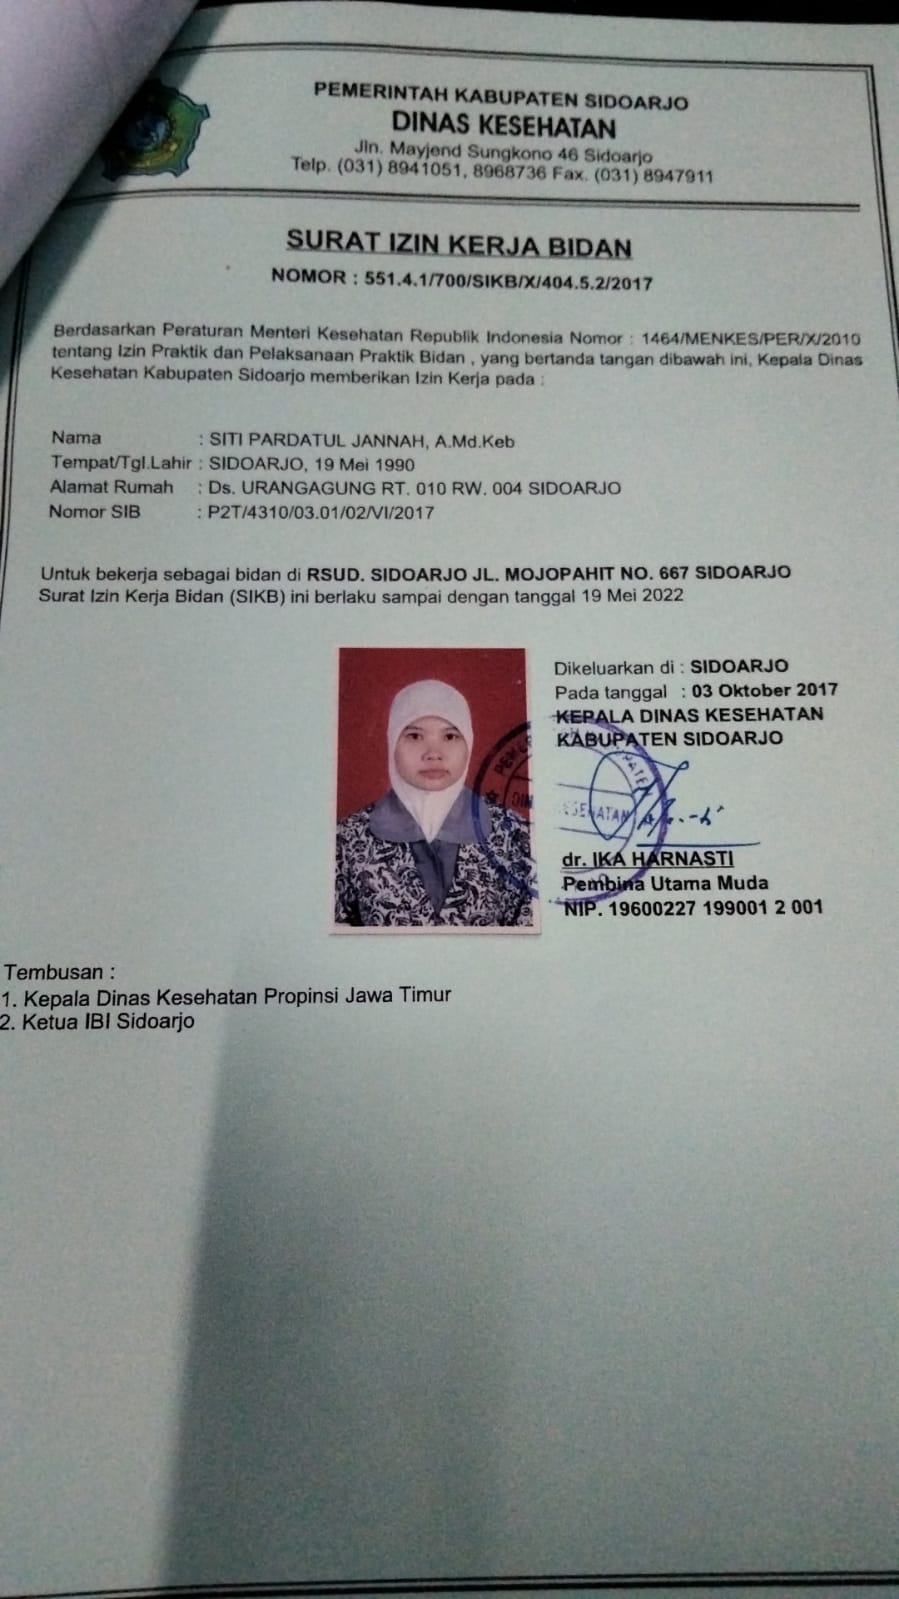 PEMERINTAH KABUPATEN SIDOARJO
DINAS KESEHATAN
Jln. Mayjend Sungkono 46 Sidoarjo
Telp. (031) 8941051, 8968736 Fax. (031) 8947911
SURAT IZIN KERJA BIDAN
NOMOR : 551.4.1/700/SIKB/X/404.5.2/2017
Berdasarkan Peraturan Menteri Kesehatan Republik Indonesia Nomor : 1464/MENKES/PER/X/2010
tentang Izin Praktik dan Pelaksanaan Praktik Bidan , yang bertanda tangan dibawah ini, Kepala Dinas
Kesehatan Kabupaten Sidoarjo memberikan Izin Kerja pada :
Nama : SITI PARDATUL JANNAH, A.Md.Keb
Tempat/Tgl.Lahir : SIDOARJO, 19 Mei 1990
Alamat Rumah : Ds. URANGAGUNG RT. 010 RW. 004 SIDOARJO
Nomor SIB : P2T/4310/03.01/02/VI/2017
Untuk bekerja sebagai bidan di RSUD. SIDOARJO JL. MOJOPAHIT NO. 667 SIDOARJO
Surat Izin Kerja Bidan (SIKB) ini berlaku sampai dengan tanggal 19 Mei 2022
Dikeluarkan di : SIDOARJO
Pada tanggal : 03 Oktober 2017
KEPALA DINAS KESEHATAN
KABUPATEN SIDOARJO
dr. IKA HARNASTI
Pembina Utama Muda
NIP. 19600227 199001 2 001
Tembusan :
1. Kepala Dinas Kesehatan Propinsi Jawa Timur
2. Ketua IBI Sidoarjo